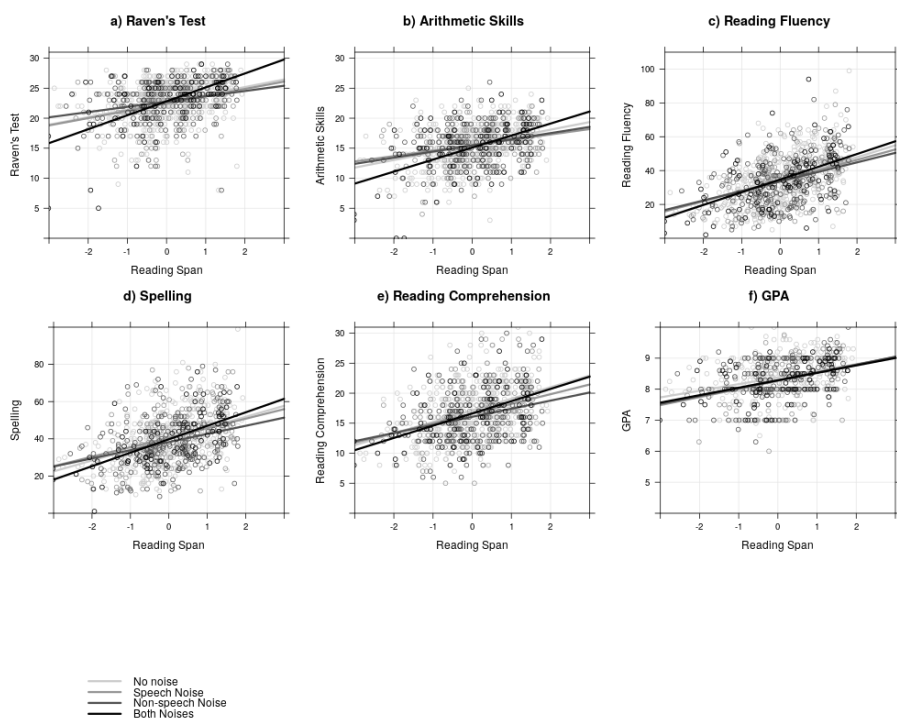 a) Raven's Test
b) Arithmetic Skills
c) Reading Fluency
30
25
20
15
10
5
Raven's Test
-2 -1 0 1 2
Reading Span
30
25
20
15
10
5
Arithmetic Skills
-2 -1 0 1 2
Reading Span
100
80
60
40
20
Reading Fluency
-2 -1 0 1 2
Reading Span
d) Spelling
e) Reading Comprehension
f) GPA
80
60
40
20
Spelling
-2 -1 0 1 2
Reading Span
30
25
20
15
10
5
Reading Comprehension
-2 -1 0 1 2
Reading Span
9
8
7
6
5
GPA
-2 -1 0 1 2
Reading Span
No noise
Speech Noise
Non-speech Noise
Both Noises